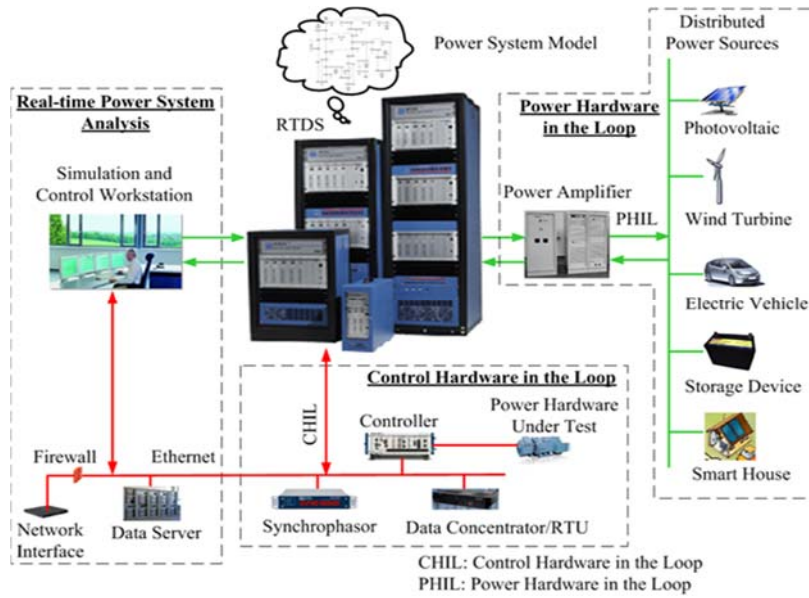 Power System Model
Distributed
Power Sources
Real-time Power System
Analysis
RTDS
Power Hardware
in the Loop
Simulation and
Control Workstation
Power Amplifier
PHIL
Photovoltaic
Wind Turbine
Electric Vehicle
Storage Device
Smart House
Control Hardware in the Loop
CHIL
Controller
Power Hardware
Under Test
Firewall
Ethernet
Network
Interface
Data Server
Synchrophasor
Data Concentrator/RTU
CHIL: Control Hardware in the Loop
PHIL: Power Hardware in the Loop